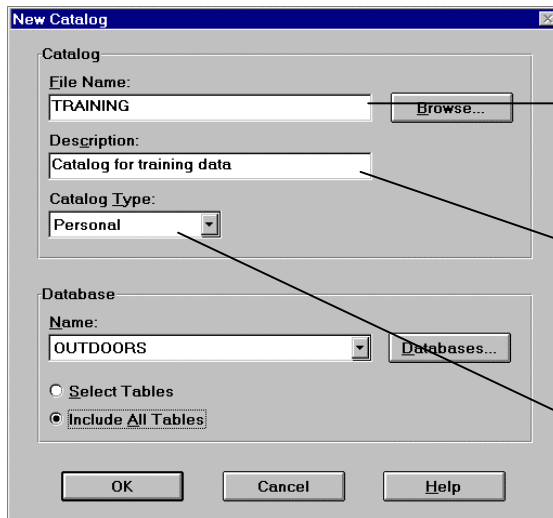 New Catalog
Catalog
File Name:
TRAINING
Browse...
Description:
Catalog for training data
Catalog Type:
Personal
Database
Name:
OUTDOORS
Databases...
Select Tables
Include All Tables
OK Cancel Help